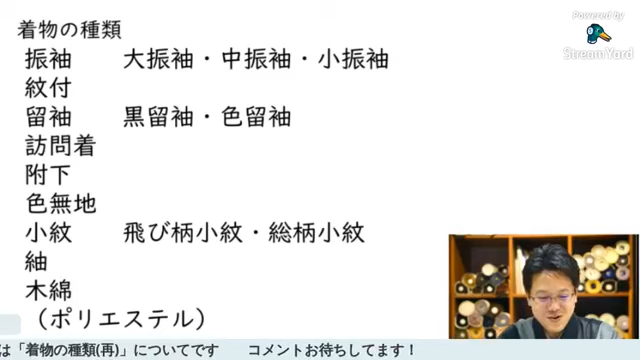 Powered by
StreamYard
着物の種類
振袖　大振袖・中振袖・小振袖
紋付
留袖　黒留袖・色留袖
訪問着
附下
色無地
小紋　飛び柄小紋・総柄小紋
紬
木綿
（ポリエステル）
は「着物の種類(再)」についてです　コメントお待ちしてます！